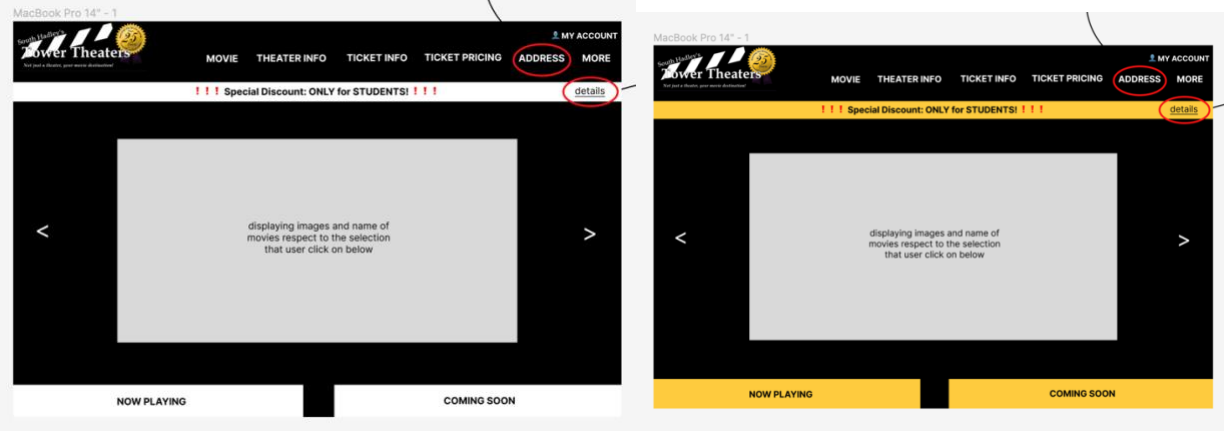 MacBook Pro 14" - 1
South Hadley's
Tower Theaters
25
Not just a theater, your movie destination!
MY ACCOUNT
MOVIE THEATER INFO TICKET INFO TICKET PRICING ADDRESS MORE
! ! ! Special Discount: ONLY for STUDENTS! ! ! !
details
<
displaying images and name of
movies respect to the selection
that user click on below
>
NOW PLAYING
COMING SOON
MacBook Pro 14" - 1
South Hadley's
Tower Theaters
25
Not just a theater, your movie destination!
MY ACCOUNT
MOVIE THEATER INFO TICKET INFO TICKET PRICING ADDRESS MORE
! ! ! Special Discount: ONLY for STUDENTS! ! ! !
details
<
displaying images and name of
movies respect to the selection
that user click on below
>
NOW PLAYING
COMING SOON